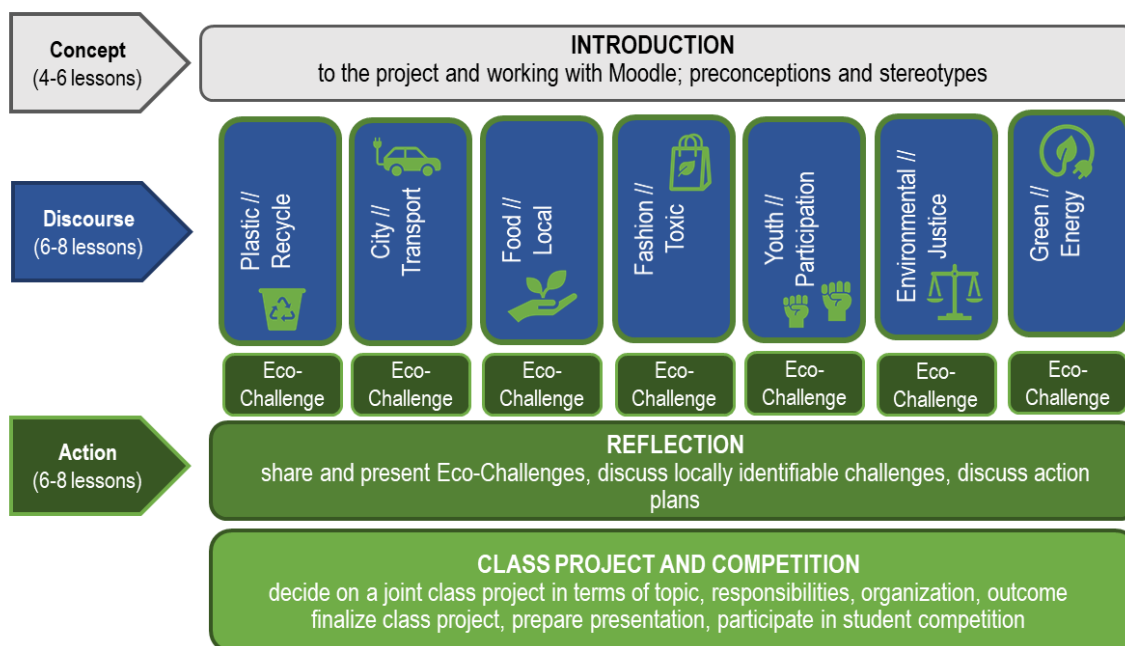 Concept
(4-6 lessons)
INTRODUCTION
to the project and working with Moodle; preconceptions and stereotypes
Discourse
(6-8 lessons)
Plastic //
Recycle
City //
Transport
Food //
Local
Fashion //
Toxic
Youth //
Participation
Environmental //
Justice
Green //
Energy
Eco-
Challenge
Eco-
Challenge
Eco-
Challenge
Eco-
Challenge
Eco-
Challenge
Eco-
Challenge
Eco-
Challenge
Action
(6-8 lessons)
REFLECTION
share and present Eco-Challenges, discuss locally identifiable challenges, discuss action
plans
CLASS PROJECT AND COMPETITION
decide on a joint class project in terms of topic, responsibilities, organization, outcome
finalize class project, prepare presentation, participate in student competition